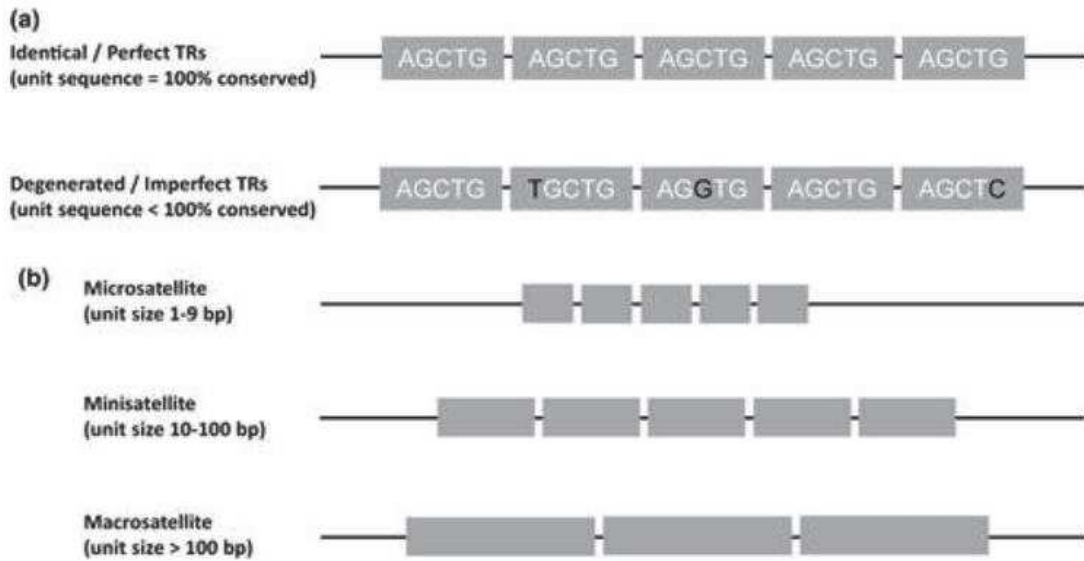 (a)
Identical / Perfect TRs
(unit sequence = 100% conserved)
AGCTG AGCTG AGCTG AGCTG AGCTG
Degenerated / Imperfect TRs
(unit sequence < 100% conserved)
AGCTG TGCTG AGGTG AGCTG AGCTC
(b)
Microsatellite
(unit size 1-9 bp)
Minisatellite
(unit size 10-100 bp)
Macrosatellite
(unit size > 100 bp)